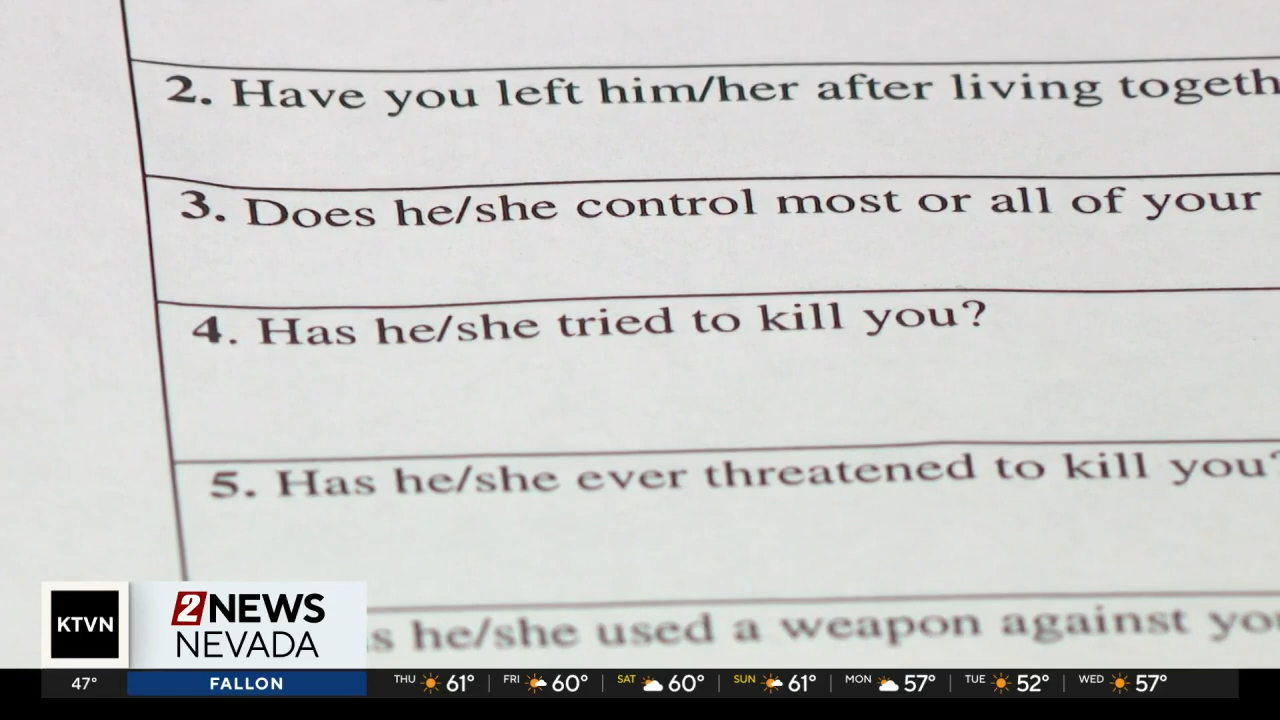 2. Have you left him/her after living
3. Does he/she control most or all of your
4. Has he/she tried to kill you?
5. Has he/she ever threatened to kill you?
he/she used a weapon against
KTVN
2 NEWS
NEVADA
47° FALLON THU 61° FRI 60° SAT 60° SUN 61° MON 57° TUE 52° WED 57°